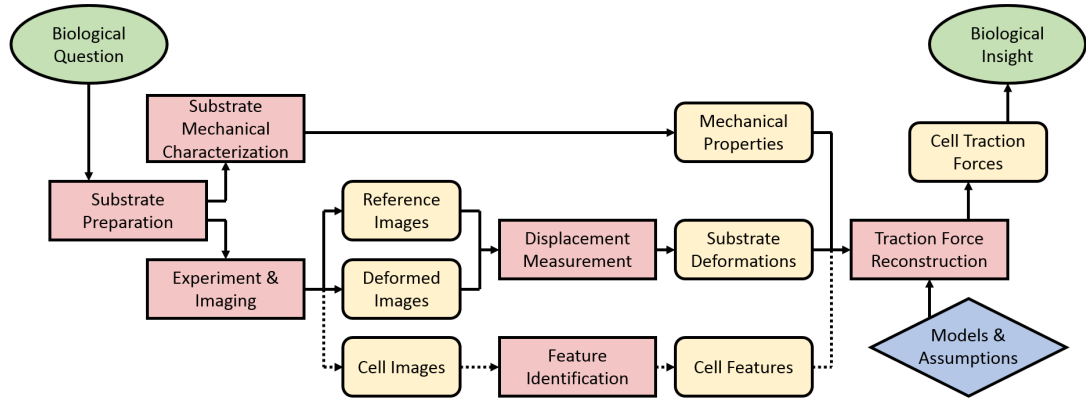 Biological
Question
Biological
Insight
Substrate
Mechanical
Characterization
Mechanical
Properties
Cell Traction
Forces
Substrate
Preparation
Reference
Images
Displacement
Measurement
Substrate
Deformations
Traction Force
Reconstruction
Experiment &
Imaging
Deformed
Images
Models &
Assumptions
Cell Images
Feature
Identification
Cell Features